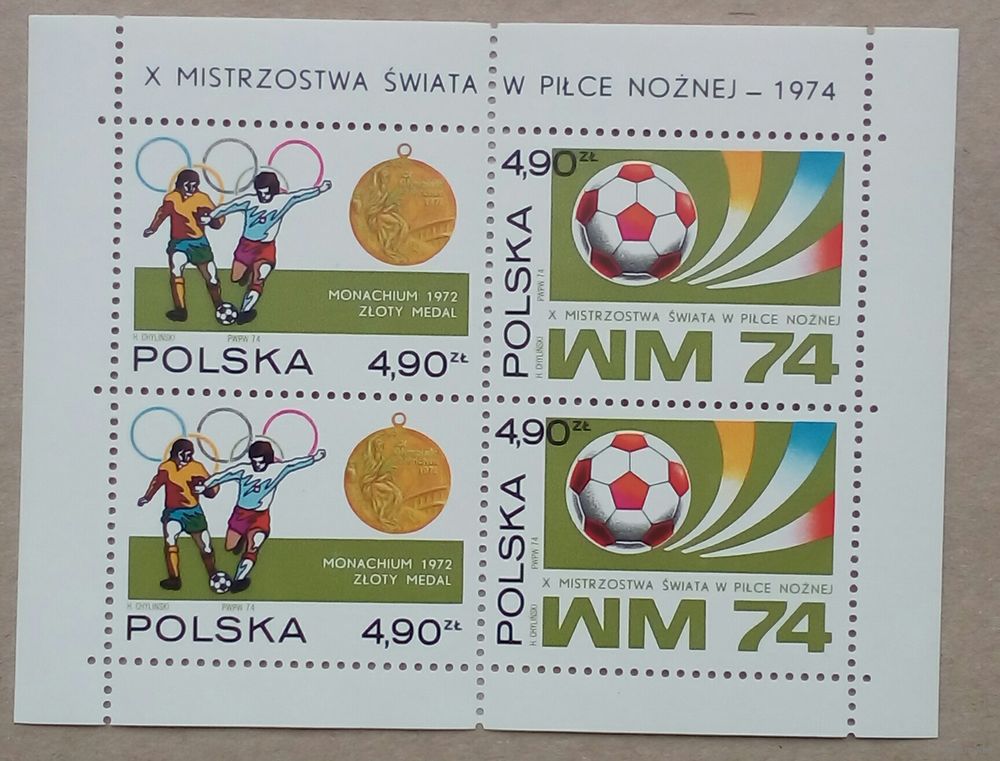 X MISTRZOSTWA ŚWIATA W PIŁCE NOŻNEJ – 1974
MONACHIUM 1972
ZŁOTY MEDAL
H. CHYLIŃSKI PWPW 74
POLSKA 4,90 ZŁ
4,90 ZŁ
POLSKA
H. CHYLIŃSKI PWPW 74
X MISTRZOSTWA ŚWIATA W PIŁCE NOŻNEJ
WM 74
MONACHIUM 1972
ZŁOTY MEDAL
H. CHYLIŃSKI PWPW 74
POLSKA 4,90 ZŁ
4,90 ZŁ
POLSKA
H. CHYLIŃSKI PWPW 74
X MISTRZOSTWA ŚWIATA W PIŁCE NOŻNEJ
WM 74